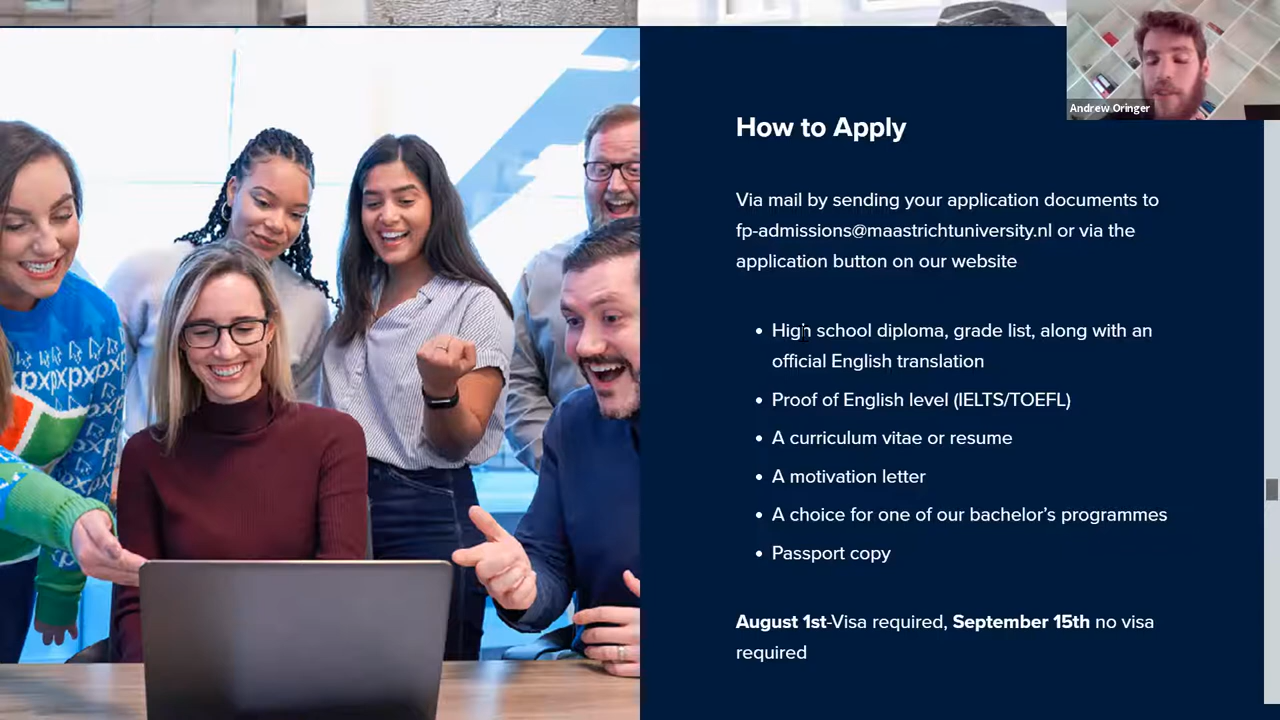 Andrew Oringer
How to Apply
Via mail by sending your application documents to
fp-admissions@maastrichtuniversity.nl or via the
application button on our website
• High school diploma, grade list, along with an
official English translation
• Proof of English level (IELTS/TOEFL)
• A curriculum vitae or resume
• A motivation letter
• A choice for one of our bachelor’s programmes
• Passport copy
August 1st-Visa required, September 15th no visa
required